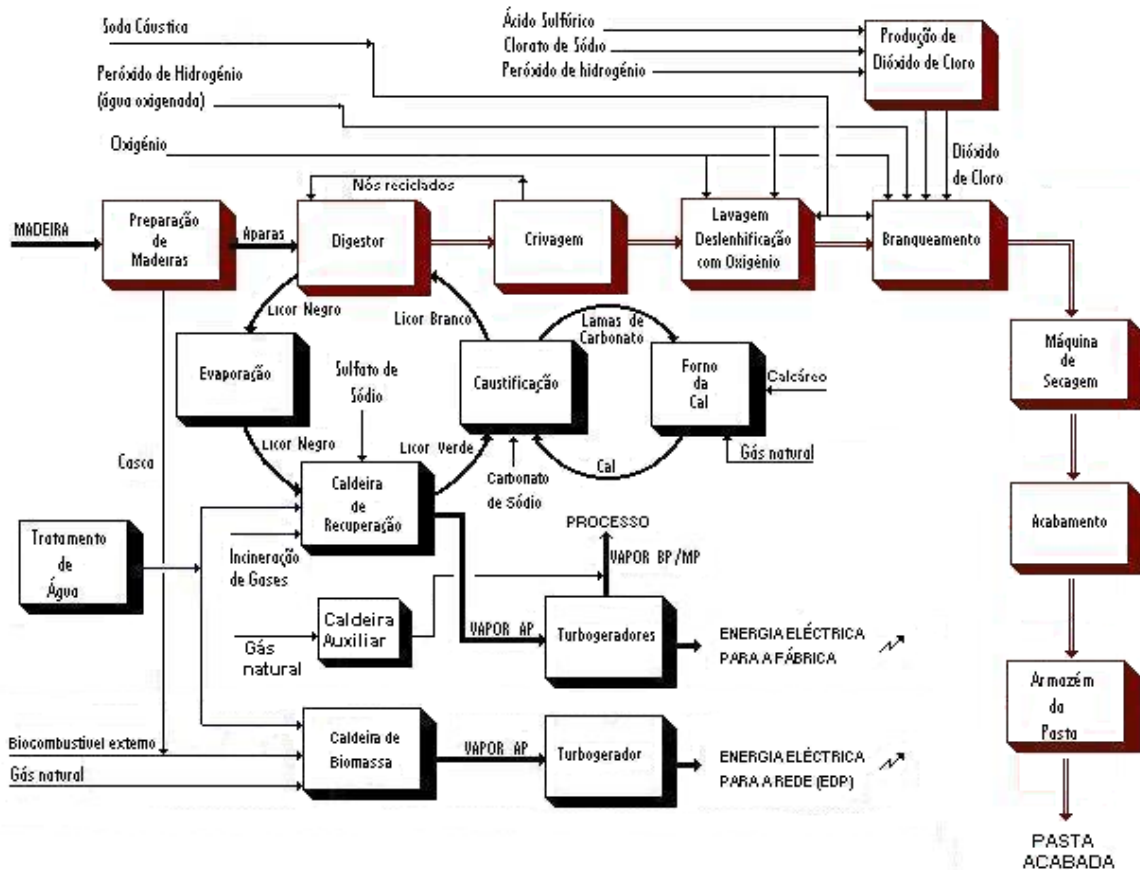 Soda Cáustica
Ácido Sulfúrico
Clorato de Sódio
Peróxido de hidrogénio
Produção de
Dióxido de Cloro
Peróxido de Hidrogénio
(água oxigenada)
Oxigénio
Dióxido
de Cloro
Nós reciclados
MADEIRA
Preparação
de
Madeiras
Aparas
Digestor
Crivagem
Lavagem
Deslenhificação
com Oxigénio
Branqueamento
Licor Negro
Licor Branco
Lamas de
Carbonato
Evaporação
Sulfato de
Sódio
Caustificação
Forno
da
Cal
Calcáreo
Máquina
de
Secagem
Licor Negro
Licor Verde
Cal
Gás natural
Casca
Caldeira
de
Recuperação
Carbonato
de Sódio
Tratamento
de
Água
Incineração
de Gases
PROCESSO
VAPOR BP/MP
Acabamento
Gás
natural
Caldeira
Auxiliar
VAPOR AP
Turbogeradores
ENERGIA ELÉCTRICA
PARA A FÁBRICA
Armazém
da
Pasta
Biocombustivel externo
Gás natural
Caldeira de
Biomassa
VAPOR AP
Turbogerador
ENERGIA ELÉCTRICA
PARA A REDE (EDP)
PASTA
ACABADA